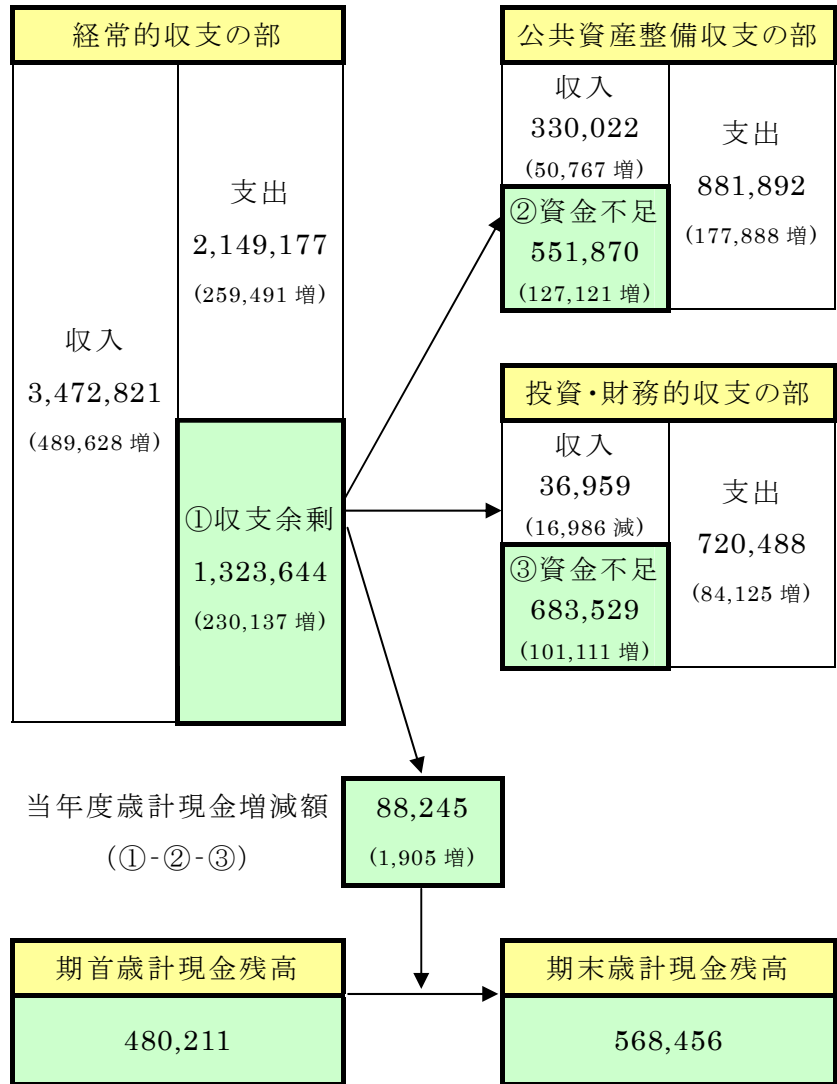 経常的収支の部
収入
3,472,821
(489,628 増)
支出
2,149,177
(259,491 増)
①収支余剰
1,323,644
(230,137 増)
公共資産整備収支の部
収入
330,022
(50,767 増)
②資金不足
551,870
(127,121 増)
支出
881,892
(177,888 増)
投資・財務的収支の部
収入
36,959
(16,986 減)
③資金不足
683,529
(101,111 増)
支出
720,488
(84,125 増)
当年度歳計現金増減額
(①-②-③)
88,245
(1,905 増)
期首歳計現金残高
480,211
期末歳計現金残高
568,456